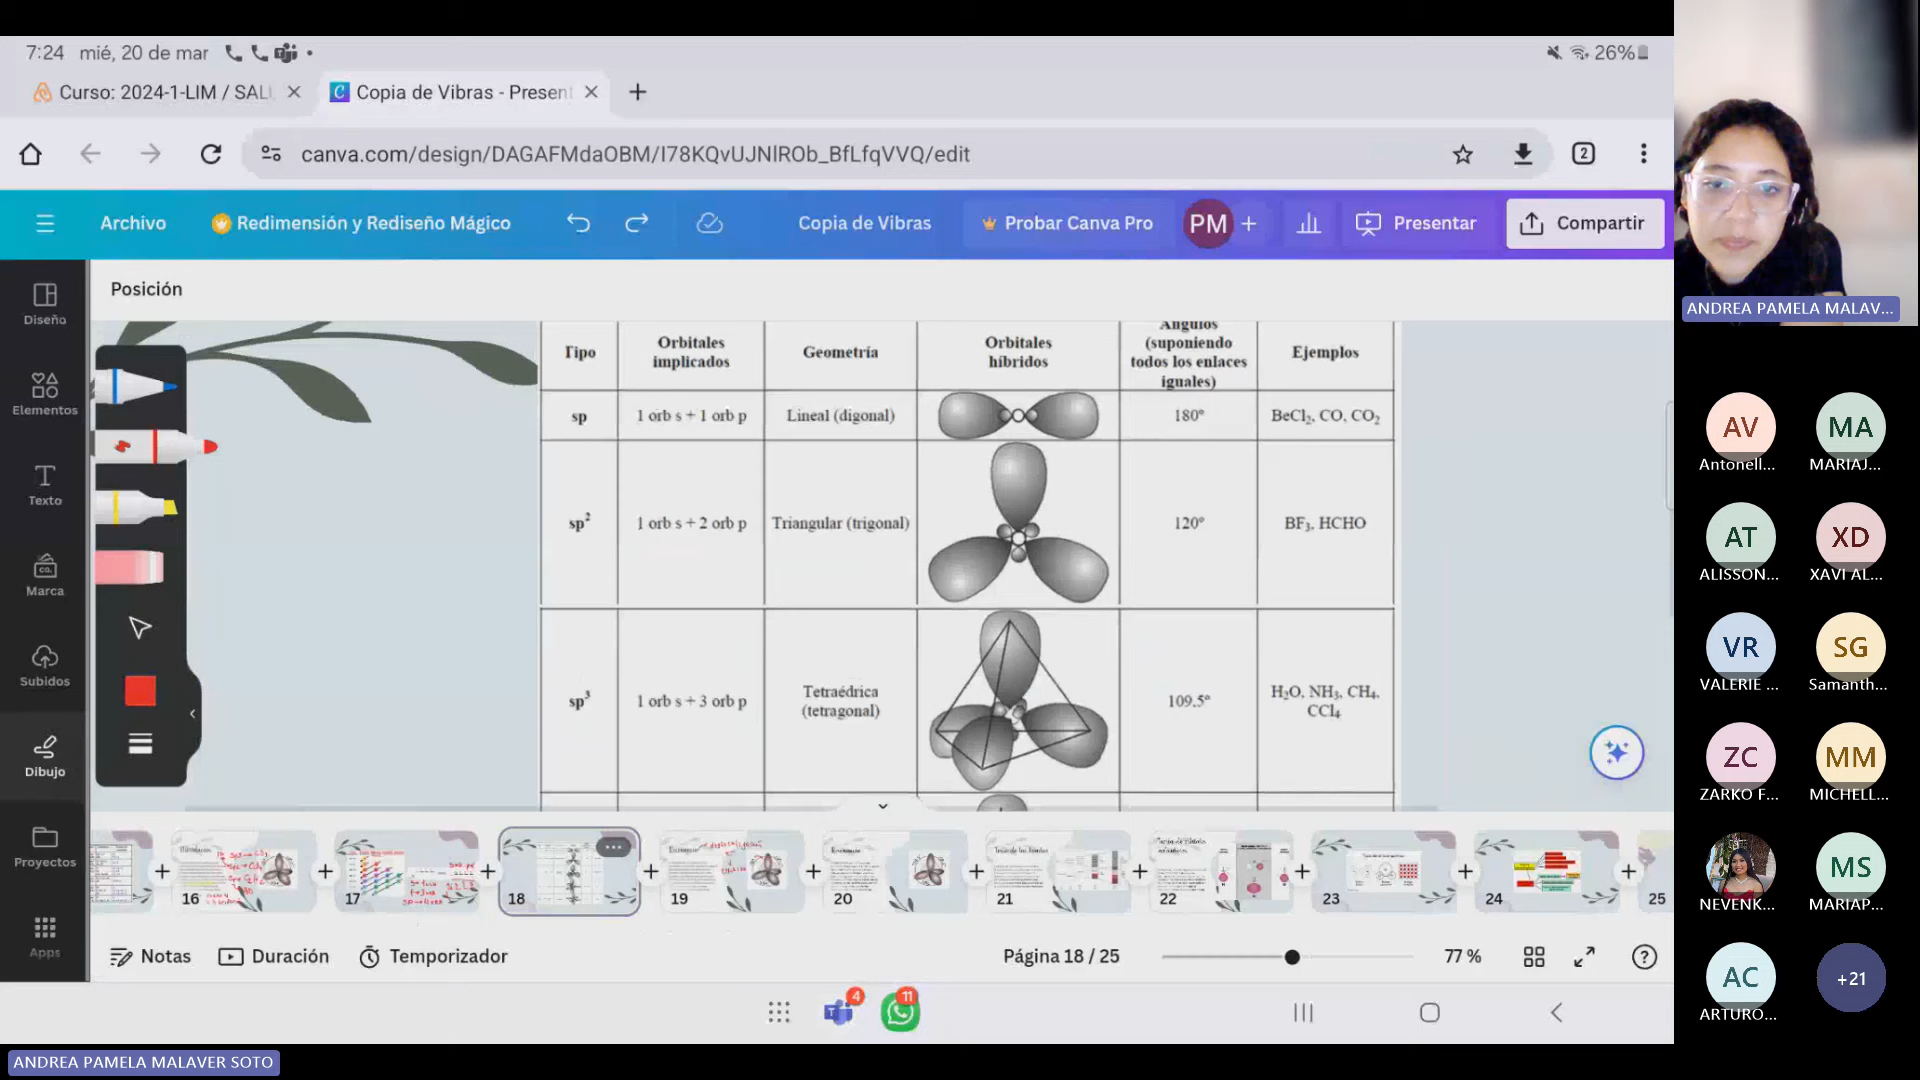 7:24 mié, 20 de mar
26%
Curso: 2024-1-LIM / SAL
Copia de Vibras - Present
canva.com/design/DAGAFMdaOBM/I78KQvUJNlROb_BfLfqVVQ/edit
2
Archivo
Redimensión y Rediseño Mágico
Copia de Vibras
Probar Canva Pro
PM
Presentar
Compartir
Diseño
Elementos
Texto
Marca
Subidos
Dibujo
Proyectos
Apps
Posición
Tipo
Orbitales implicados
Geometría
Orbitales híbridos
Ángulos (suponiendo todos los enlaces iguales)
Ejemplos
sp
1 orb s + 1 orb p
Lineal (digonal)
180º
BeCl₂, CO, CO₂
sp²
1 orb s + 2 orb p
Triangular (trigonal)
120º
BF₃, HCHO
sp³
1 orb s + 3 orb p
Tetraédrica (tetragonal)
109.5º
H₂O, NH₃, CH₄, CCl₄
16
17
18
19
20
21
22
23
24
25
Notas
Duración
Temporizador
Página 18 / 25
77 %
4
11
ANDREA PAMELA MALAVER SOTO
ANDREA PAMELA MALAV...
AV
Antonell...
MA
MARIAJ...
AT
ALISSON...
XD
XAVI AL...
VR
VALERIE ...
SG
Samanth...
ZC
ZARKO F...
MM
MICHELL...
NEVENK...
MS
MARIAP...
AC
ARTURO...
+21